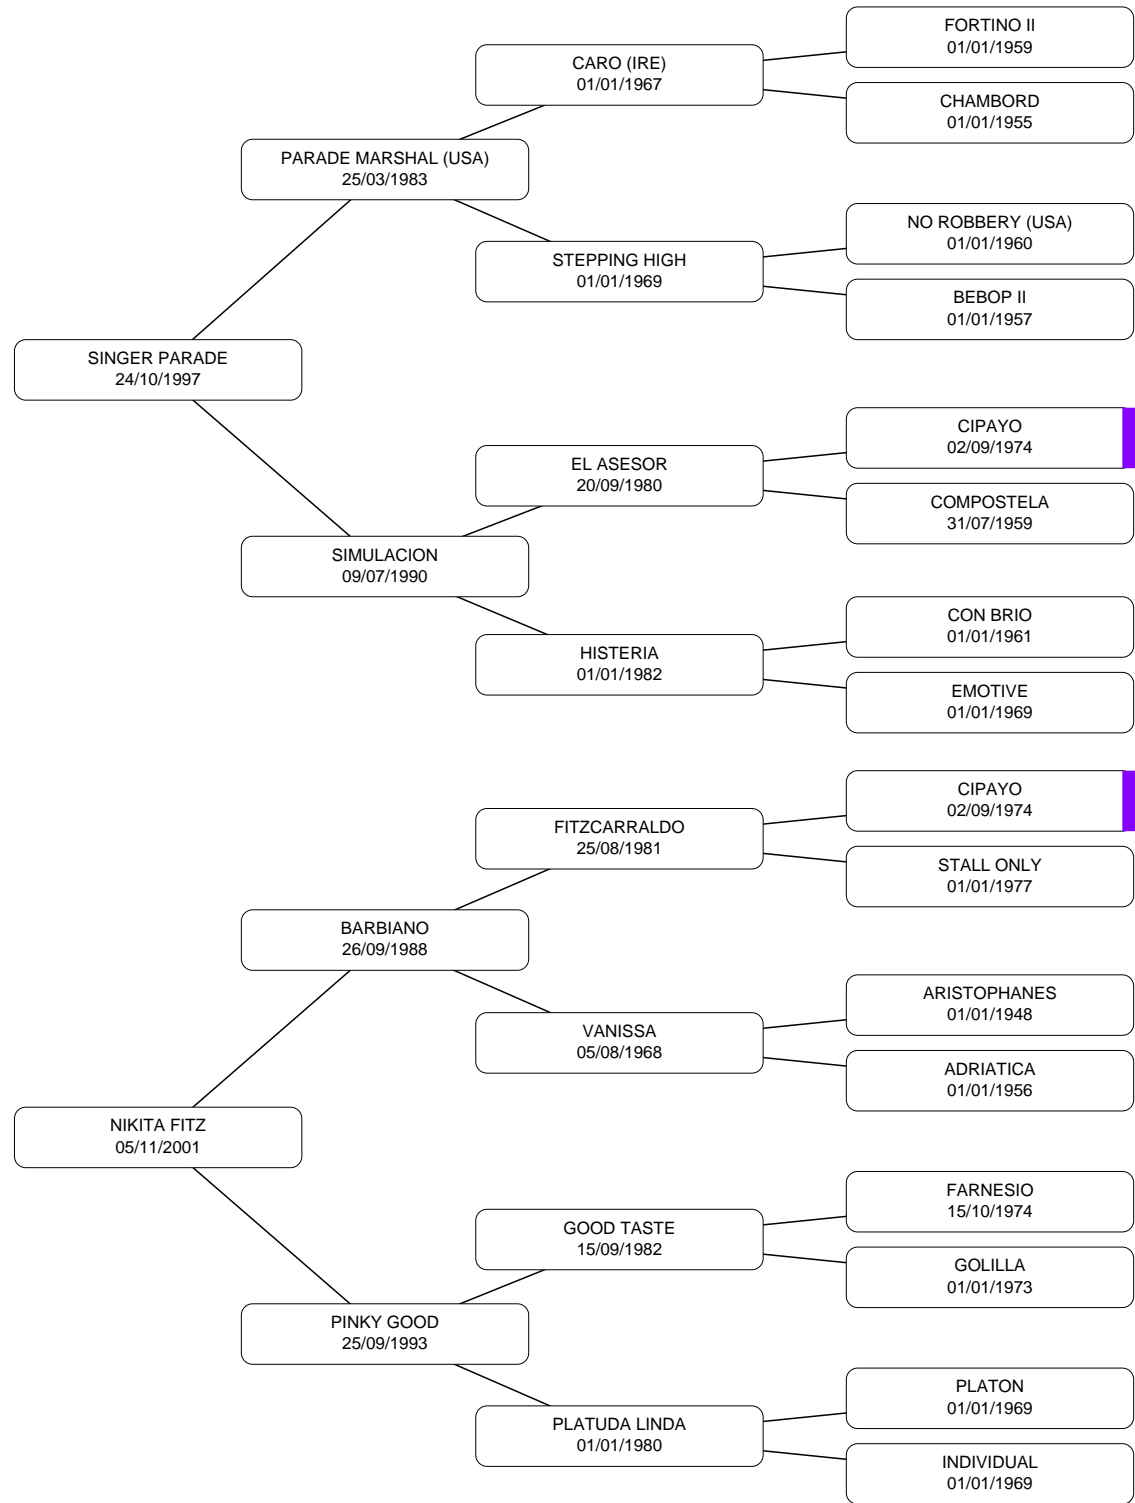 FORTINO II
01/01/1959
CARO (IRE)
01/01/1967
CHAMBORD
01/01/1955
PARADE MARSHAL (USA)
25/03/1983
NO ROBBERY (USA)
01/01/1960
STEPPING HIGH
01/01/1969
BEBOP II
01/01/1957
SINGER PARADE
24/10/1997
CIPAYO
02/09/1974
EL ASESOR
20/09/1980
COMPOSTELA
31/07/1959
SIMULACION
09/07/1990
CON BRIO
01/01/1961
HISTERIA
01/01/1982
EMOTIVE
01/01/1969
CIPAYO
02/09/1974
FITZCARRALDO
25/08/1981
STALL ONLY
01/01/1977
BARBIANO
26/09/1988
ARISTOPHANES
01/01/1948
VANISSA
05/08/1968
ADRIATICA
01/01/1956
NIKITA FITZ
05/11/2001
FARNESIO
15/10/1974
GOOD TASTE
15/09/1982
GOLILLA
01/01/1973
PINKY GOOD
25/09/1993
PLATON
01/01/1969
PLATUDA LINDA
01/01/1980
INDIVIDUAL
01/01/1969